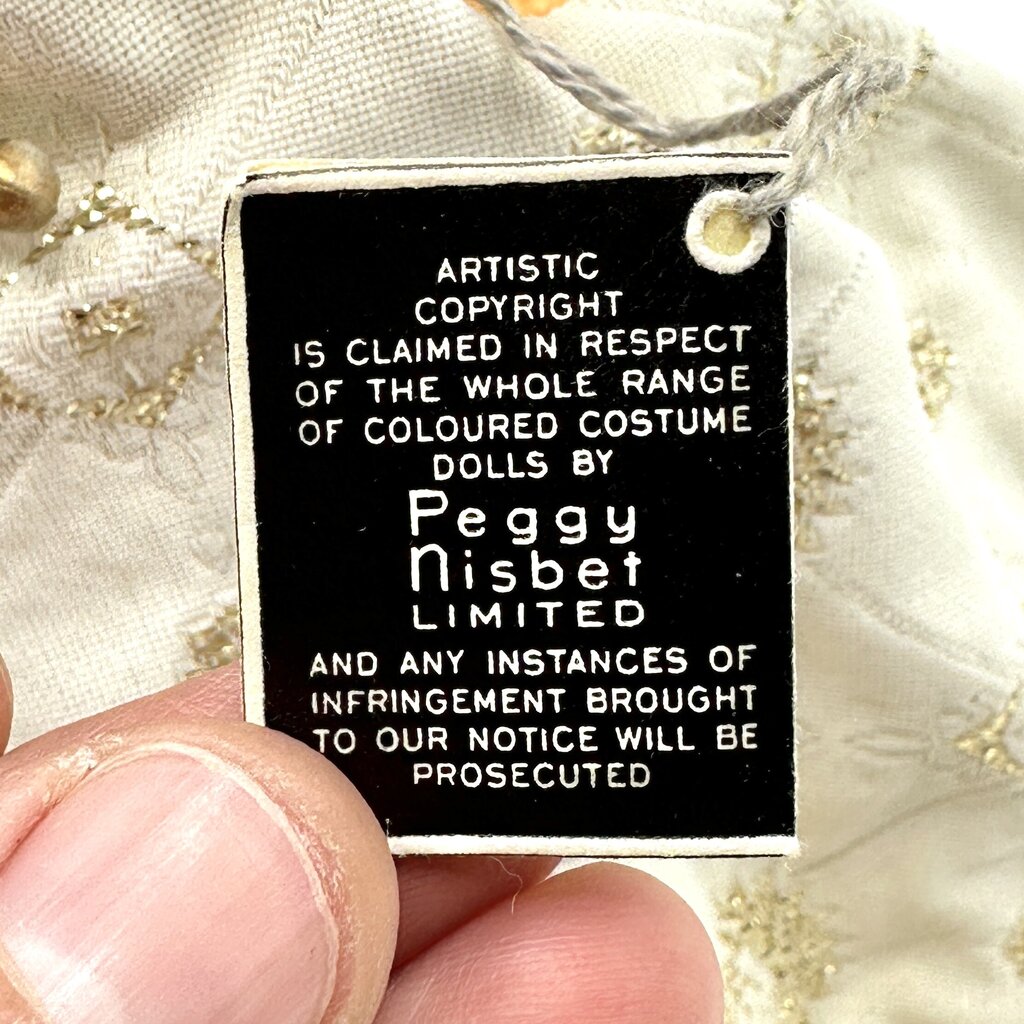 ARTISTIC
COPYRIGHT
IS CLAIMED IN RESPECT
OF THE WHOLE RANGE
OF COLOURED COSTUME
DOLLS BY
Peggy
Nisbet
LIMITED
AND ANY INSTANCES OF
INFRINGEMENT BROUGHT
TO OUR NOTICE WILL BE
PROSECUTED